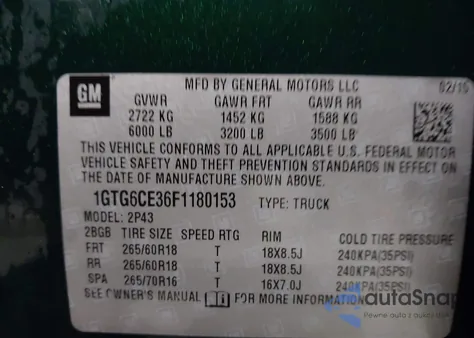 GM
MFD BY GENERAL MOTORS LLC 02/15
GVWR GAWR FRT GAWR RR
2722 KG 1452 KG 1588 KG
6000 LB 3200 LB 3500 LB
THIS VEHICLE CONFORMS TO ALL APPLICABLE U.S. FEDERAL MOTOR
VEHICLE SAFETY AND THEFT PREVENTION STANDARDS IN EFFECT ON
THE DATE OF MANUFACTURE SHOWN ABOVE.
1GTG6CE36F1180153 TYPE: TRUCK
MODEL: 2P43
2BGB TIRE SIZE SPEED RTG RIM COLD TIRE PRESSURE
FRT 265/60R18 T 18X8.5J 240KPA(35PSI)
RR 265/60R18 T 18X8.5J 240KPA(35PSI)
SPA 265/70R16 T 16X7.0J 240KPA(35PSI)
SEE OWNER'S MANUAL FOR MORE INFORMATION
autoSnap
Pewne auto z aukcji